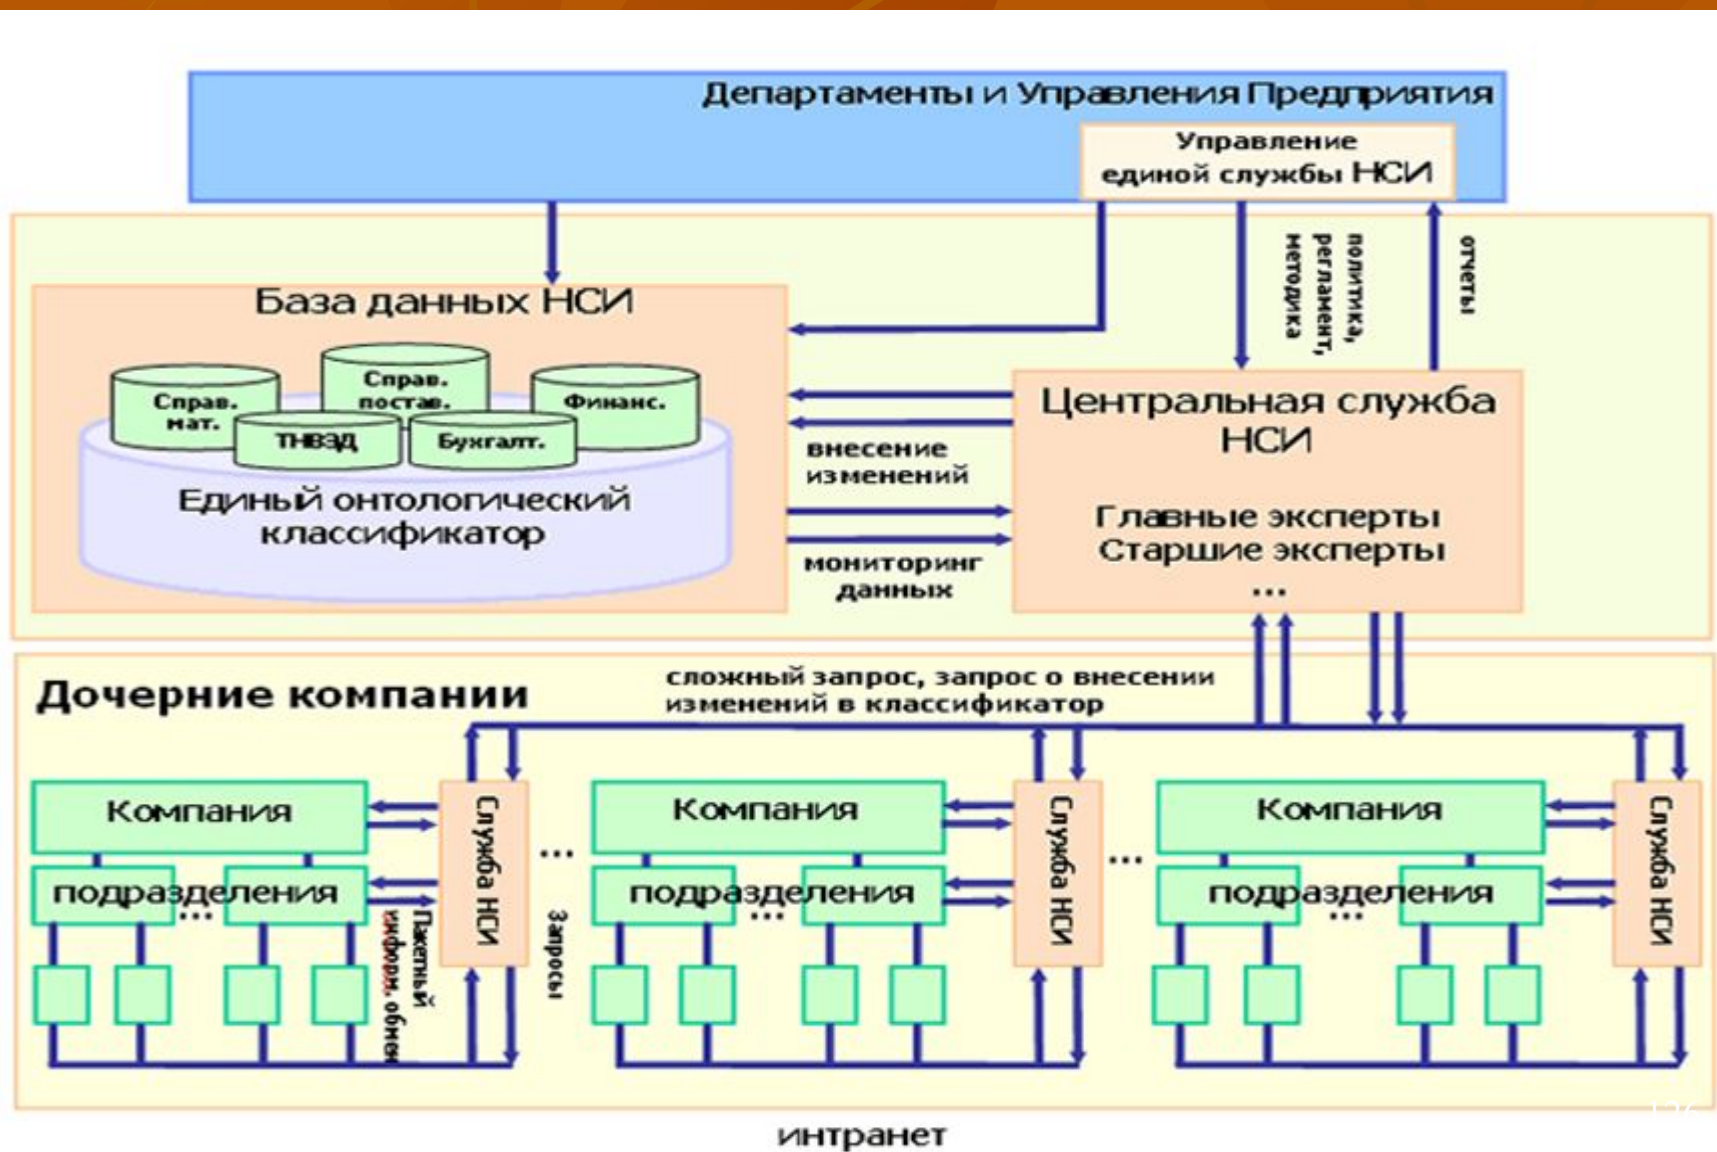 Департаменты и Управления Предприятия
Управление
единой службы НСИ
политика,
регламент,
методика
отчеты
База данных НСИ
Справ.
мат.
Справ.
постав.
Финанс.
ТНВЭД
Бухгалт.
Единый онтологический
классификатор
внесение
изменений
мониторинг
данных
Центральная служба
НСИ
Главные эксперты
Старшие эксперты
...
Дочерние компании
сложный запрос, запрос о внесении
изменений в классификатор
Компания
подразделения
...
Служба НСИ
Пакетный
информ. обмен
Запросы
...
Компания
подразделения
...
Служба НСИ
...
Компания
подразделения
...
Служба НСИ
интранет